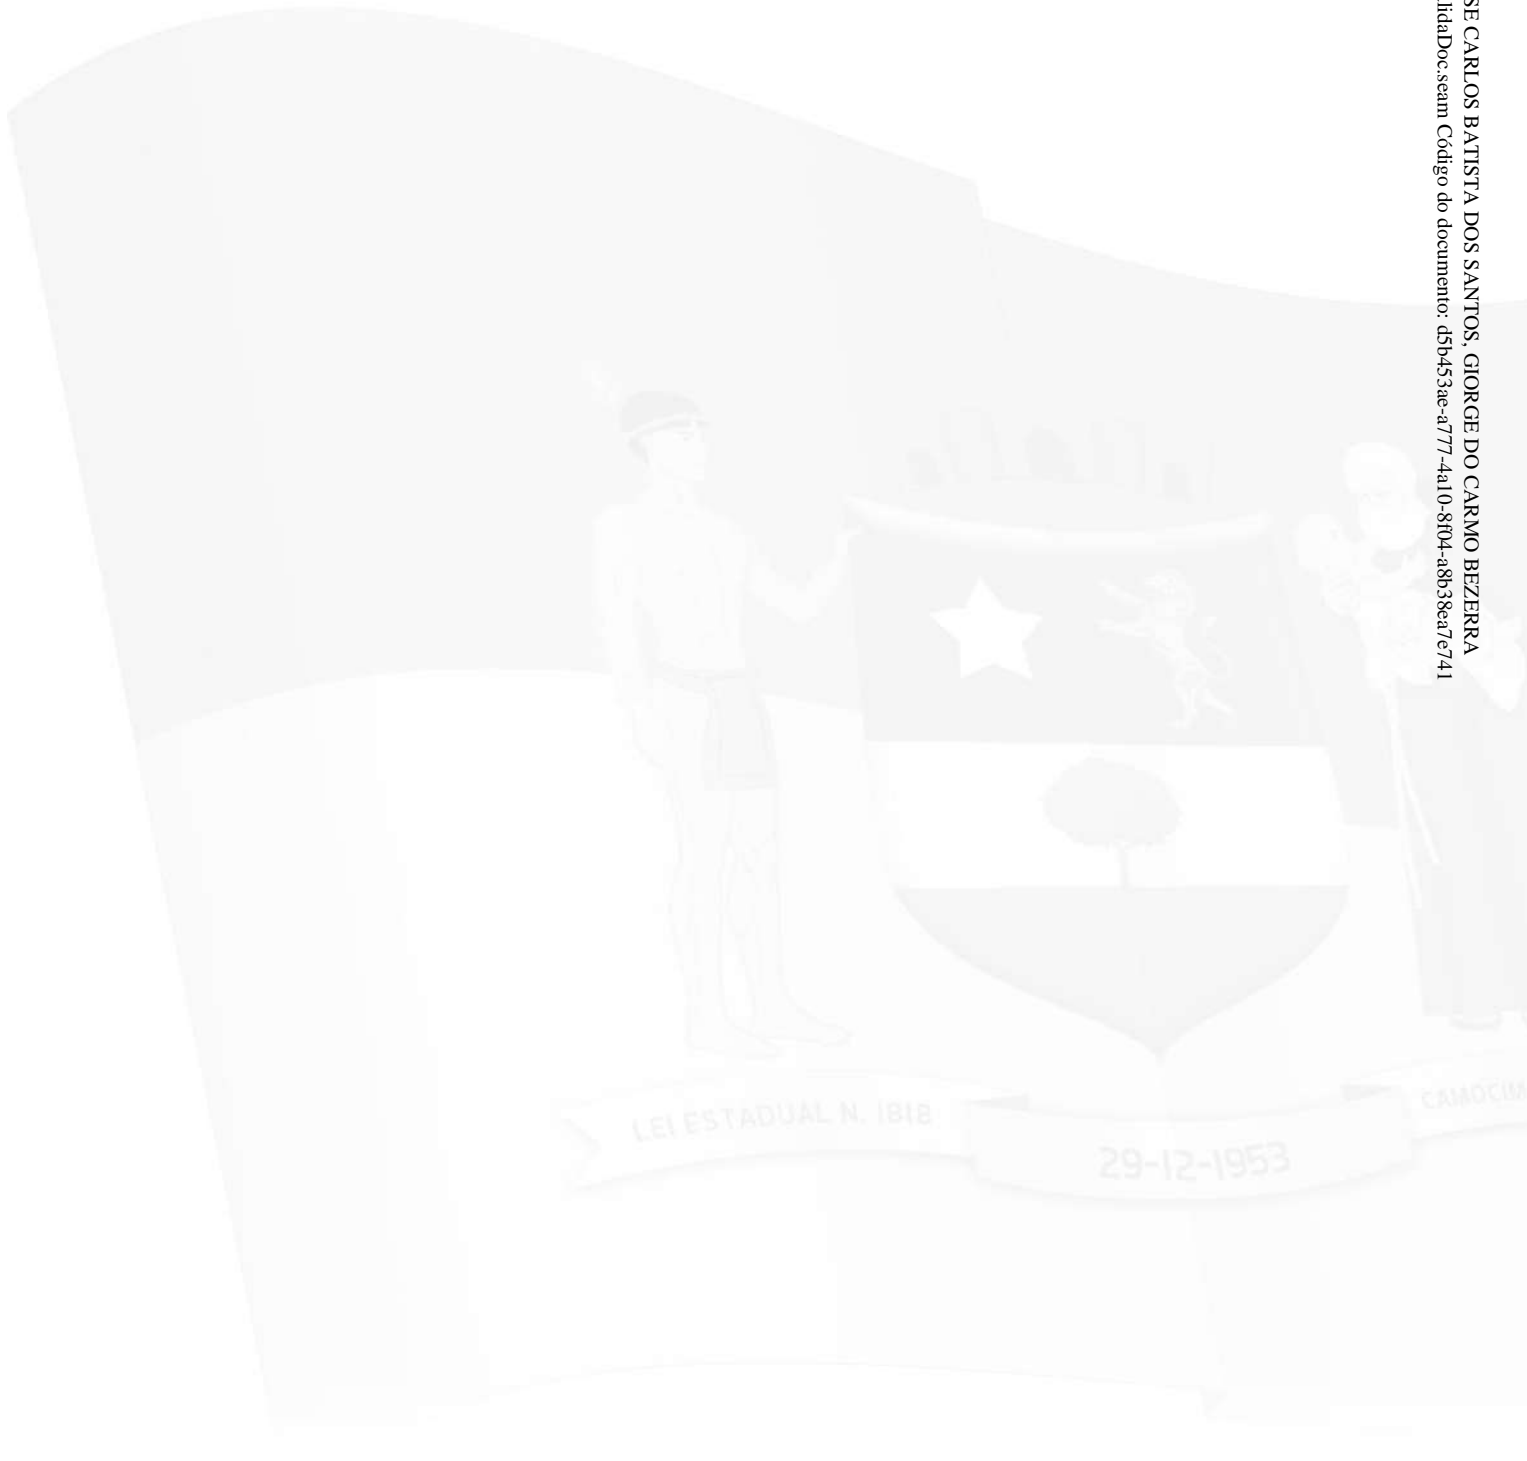 SE CARLOS BATISTA DOS SANTOS, GIORGE DO CARMO BEZERRA
lidaDoc.seam Código do documento: d5b453ae-a777-4a10-8f04-a8b38ea7e741
LEI ESTADUAL N. 1818
29-12-1953
CAMOCIM